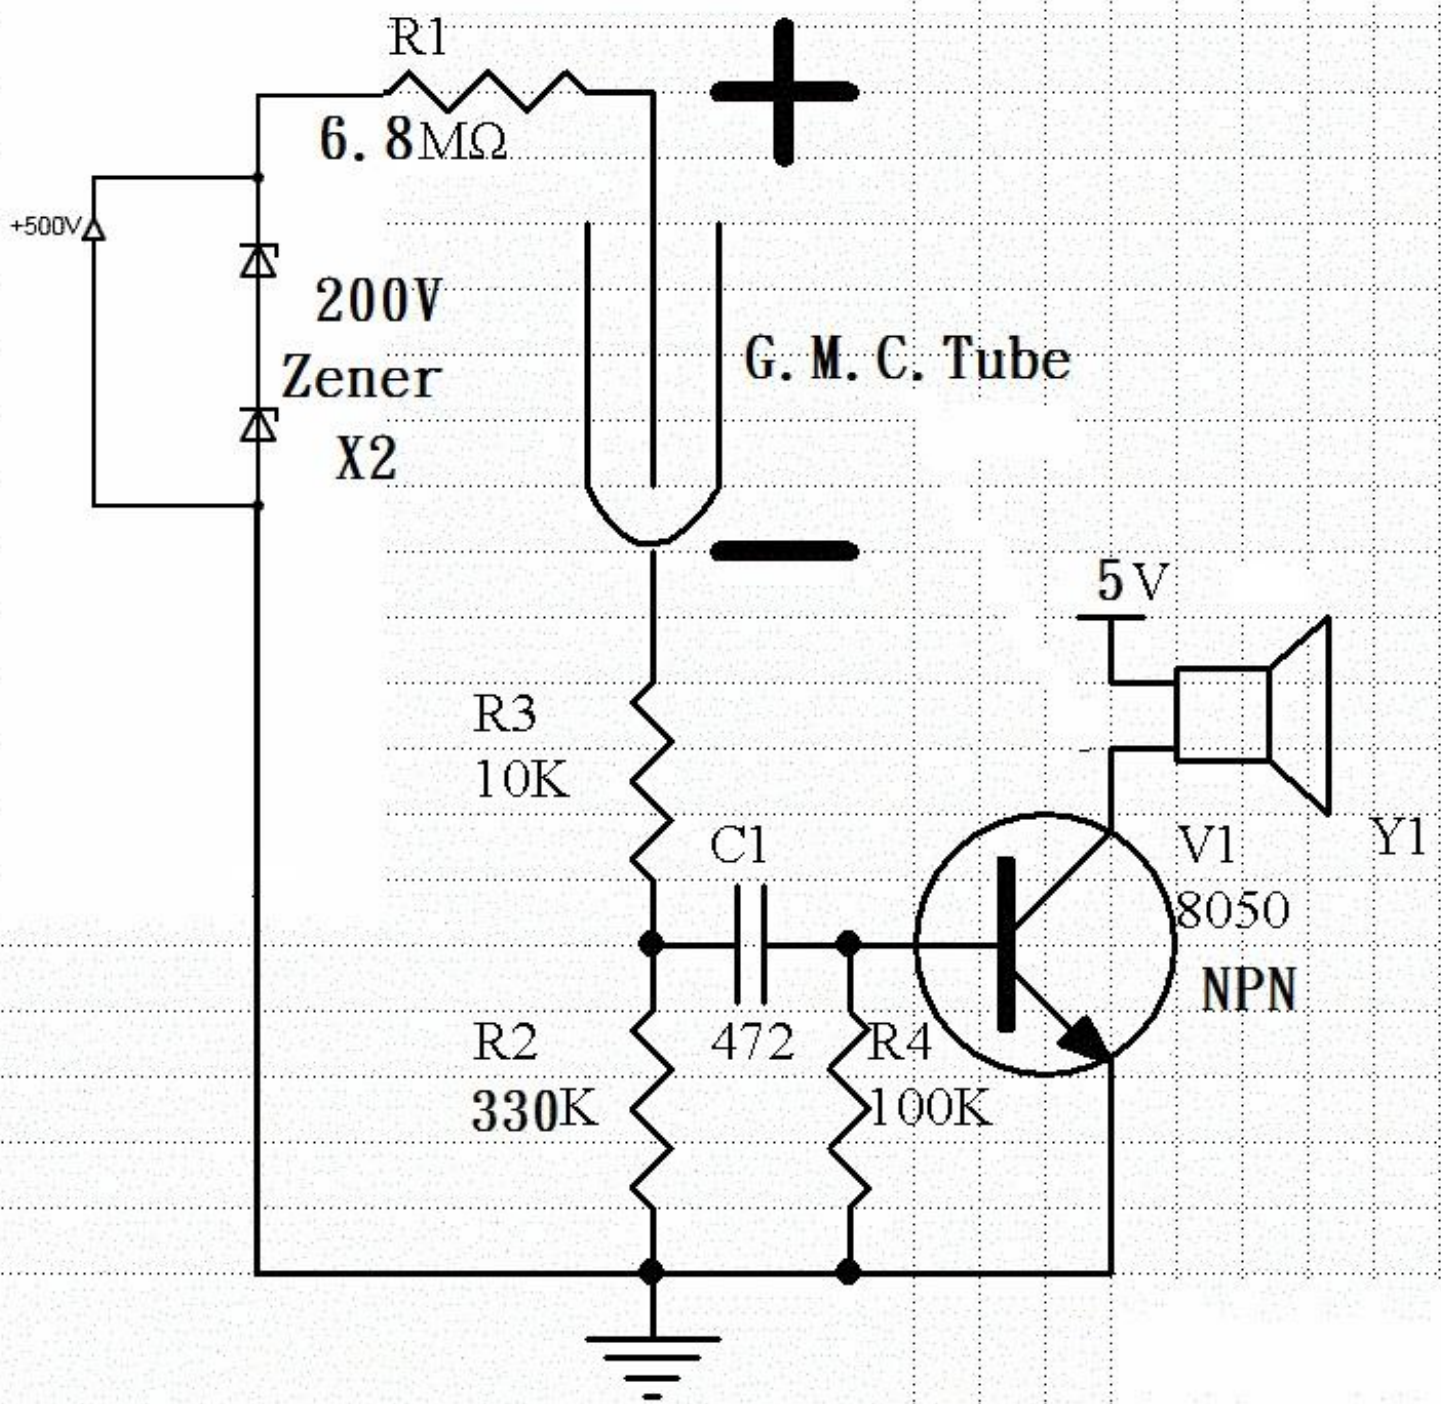 R1
6.8MΩ
+500V
200V
Zener
X2
G.M.C.Tube
5V
R3
10K
C1
V1
Y1
8050
NPN
R2
472
R4
330K
100K